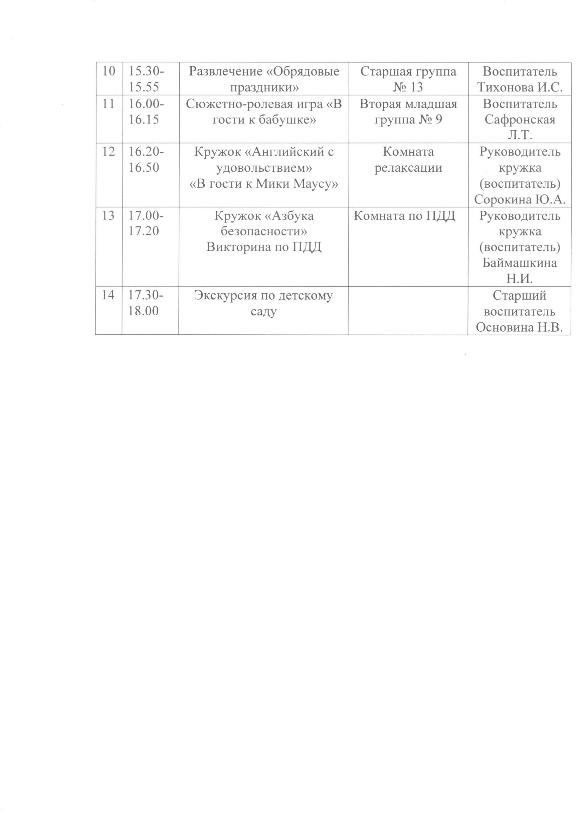 10
15.30-
15.55
Развлечение «Обрядовые
праздники»
Старшая группа
№ 13
Воспитатель
Тихонова И.С.
11
16.00-
16.15
Сюжетно-ролевая игра «В
гости к бабушке»
Вторая младшая
группа № 9
Воспитатель
Сафронская
Л.Т.
12
16.20-
16.50
Кружок «Английский с
удовольствием»
«В гости к Мики Маусу»
Комната
релаксации
Руководитель
кружка
(воспитатель)
Сорокина Ю.А.
13
17.00-
17.20
Кружок «Азбука
безопасности»
Викторина по ПДД
Комната по ПДД
Руководитель
кружка
(воспитатель)
Баймашкина
Н.И.
14
17.30-
18.00
Экскурсия по детскому
саду
Старший
воспитатель
Основина Н.В.